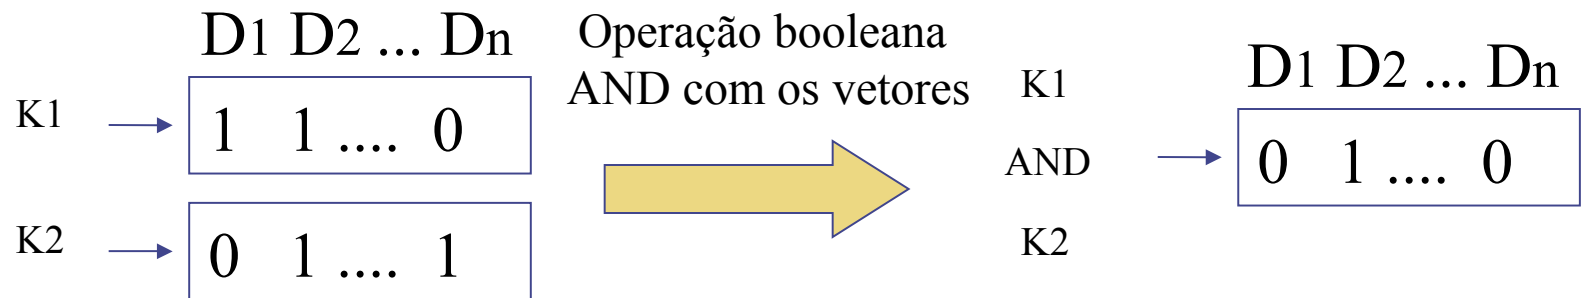 D1 D2 ... Dn
K1
1 1 .... 0
K2
0 1 .... 1
Operação booleana
AND com os vetores
K1
AND
K2
D1 D2 ... Dn
0 1 .... 0